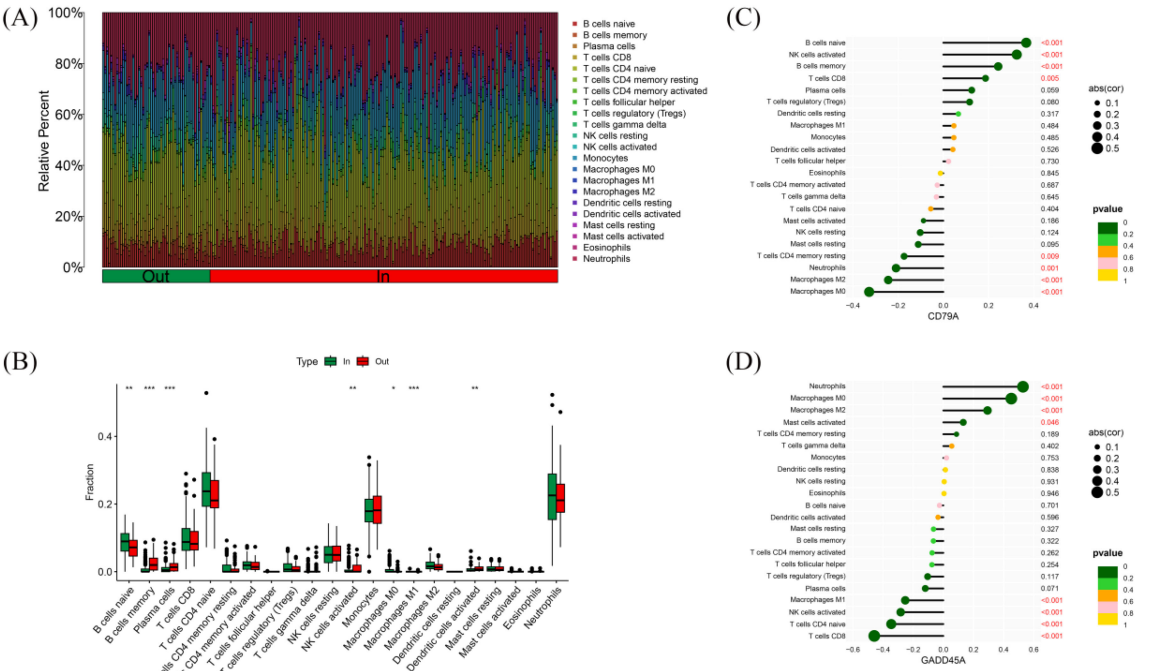 (A)
100%
80%
60%
40%
20%
0%
Relative Percent
Out
In
B cells naive
B cells memory
Plasma cells
T cells CD8
T cells CD4 naive
T cells CD4 memory resting
T cells CD4 memory activated
T cells follicular helper
T cells regulatory (Tregs)
T cells gamma delta
NK cells resting
NK cells activated
Monocytes
Macrophages M0
Macrophages M1
Macrophages M2
Dendritic cells resting
Dendritic cells activated
Mast cells resting
Mast cells activated
Eosinophils
Neutrophils
(B)
Type In Out
** *** *** ** * *** **
0.4
0.2
0.0
Fraction
B cells naive
B cells memory
Plasma cells
T cells CD8
T cells CD4 naive
cells CD4 memory resting
CD4 memory activated
T cells follicular helper
cells regulatory (Tregs)
T cells gamma delta
NK cells resting
NK cells activated
Monocytes
Macrophages M0
Macrophages M1
Macrophages M2
Dendritic cells resting
Dendritic cells activated
Mast cells resting
Mast cells activated
Eosinophils
Neutrophils
(C)
B cells naive <0.001
NK cells activated <0.001
B cells memory <0.001
T cells CD8 0.005
Plasma cells 0.059
T cells regulatory (Tregs) 0.080
Dendritic cells resting 0.317
Macrophages M1 0.484
Monocytes 0.485
Dendritic cells activated 0.526
T cells follicular helper 0.730
Eosinophils 0.845
T cells CD4 memory activated 0.687
T cells gamma delta 0.645
T cells CD4 naive 0.404
Mast cells activated 0.186
NK cells resting 0.124
Mast cells resting 0.095
T cells CD4 memory resting 0.009
Neutrophils 0.001
Macrophages M2 <0.001
Macrophages M0 <0.001
−0.4 −0.2 0.0 0.2 0.4
CD79A
abs(cor)
0.1
0.2
0.3
0.4
0.5
pvalue
0
0.2
0.4
0.6
0.8
1
(D)
Neutrophils <0.001
Macrophages M0 <0.001
Macrophages M2 <0.001
Mast cells activated 0.046
T cells CD4 memory resting 0.189
T cells gamma delta 0.402
Monocytes 0.753
Dendritic cells resting 0.838
NK cells resting 0.931
Eosinophils 0.946
B cells naive 0.701
Dendritic cells activated 0.596
Mast cells resting 0.327
B cells memory 0.322
T cells CD4 memory activated 0.262
T cells follicular helper 0.254
T cells regulatory (Tregs) 0.117
Plasma cells 0.071
Macrophages M1 <0.001
NK cells activated <0.001
T cells CD4 naive <0.001
T cells CD8 <0.001
−0.6 −0.4 −0.2 0.0 0.2 0.4 0.6
GADD45A
abs(cor)
0.1
0.2
0.3
0.4
0.5
pvalue
0
0.2
0.4
0.6
0.8
1